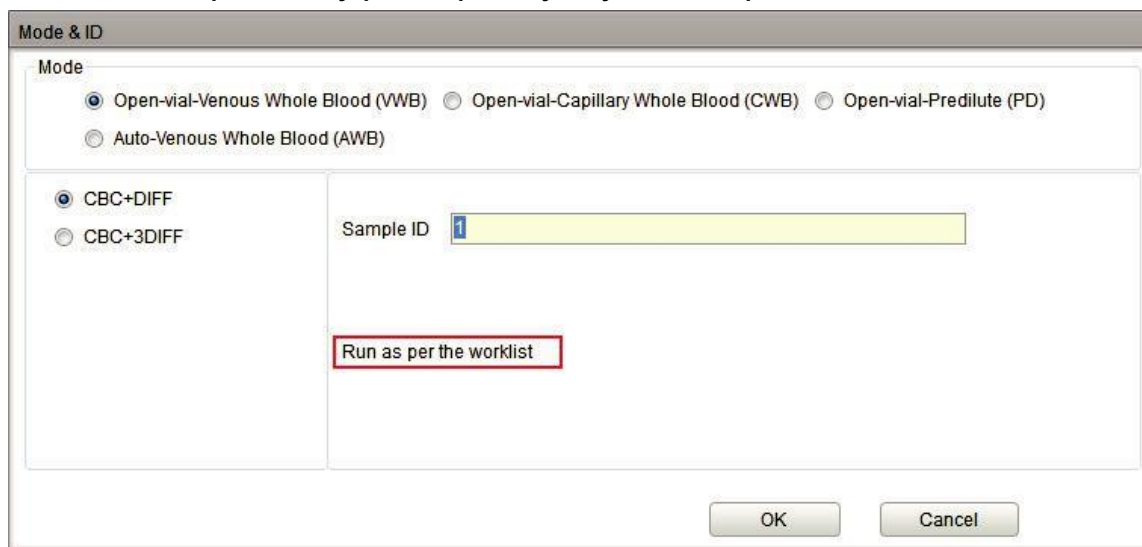 Mode & ID
Mode
Open-vial-Venous Whole Blood (VWB) Open-vial-Capillary Whole Blood (CWB) Open-vial-Predilute (PD)
Auto-Venous Whole Blood (AWB)
CBC+DIFF
CBC+3DIFF
Sample ID 1
Run as per the worklist
OK Cancel